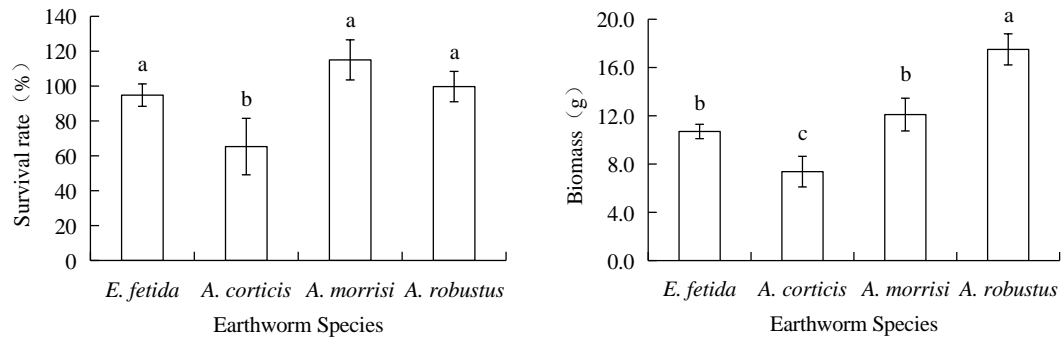 Survival rate（%）
140
120
100
80
60
40
20
0
a
b
a
a
E. fetida A. corticis A. morrisi A. robustus
Earthworm Species
Biomass（g）
20.0
16.0
12.0
8.0
4.0
0.0
b
c
b
a
E. fetida A. corticis A. morrisi A. robustus
Earthworm Species